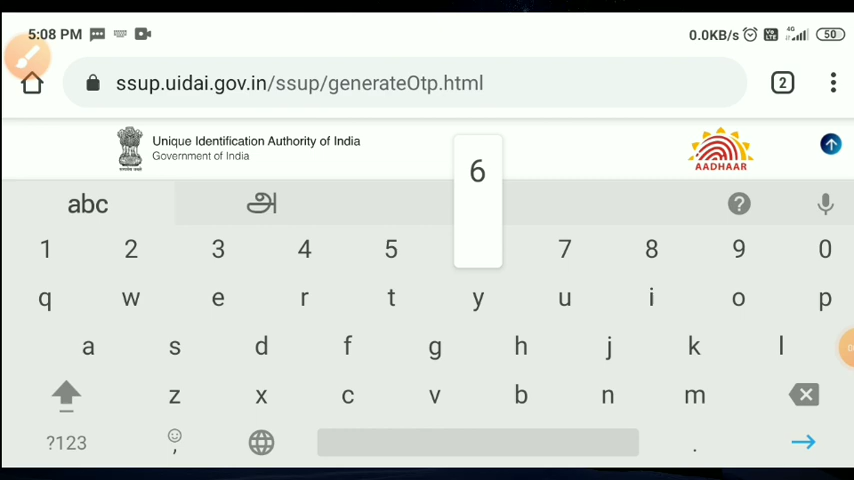 5:08 PM 0.0KB/s 4G 50
ssup.uidai.gov.in/ssup/generateOtp.html 2
Unique Identification Authority of India
Government of India
AADHAAR
6
abc அ ?
1 2 3 4 5 7 8 9 0
q w e r t y u i o p
a s d f g h j k l
z x c v b n m
?123 , .